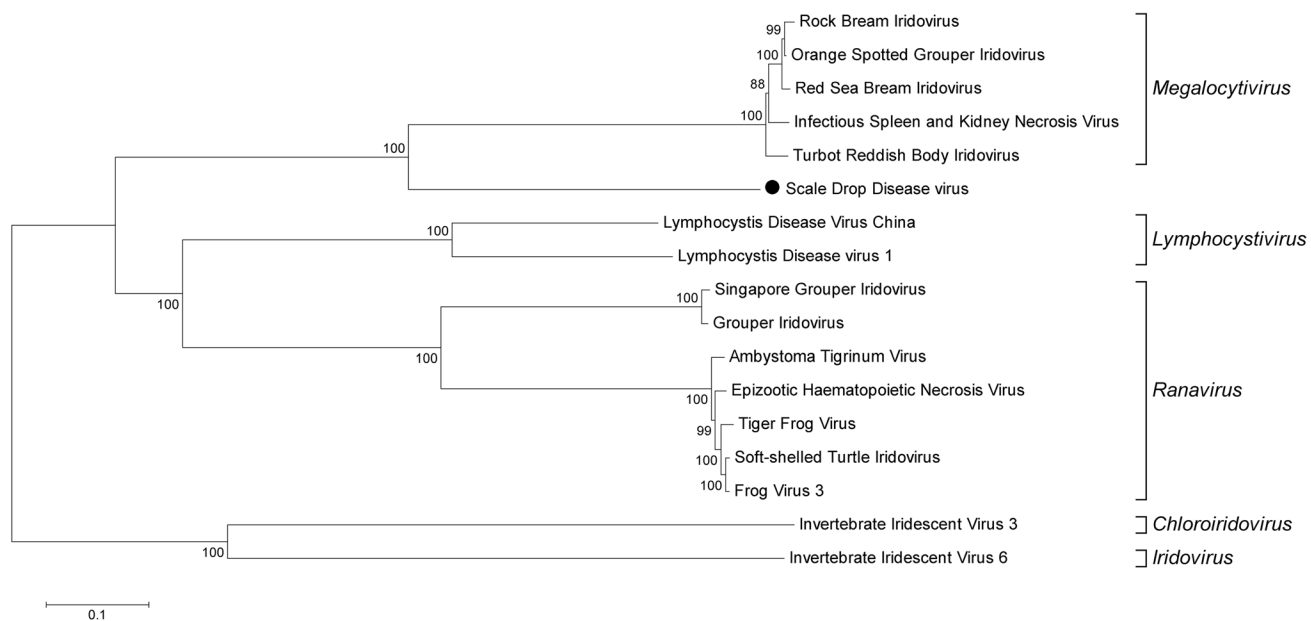 Rock Bream Iridovirus
99
100
Orange Spotted Grouper Iridovirus
88
Red Sea Bream Iridovirus
Megalocytivirus
100
Infectious Spleen and Kidney Necrosis Virus
100
Turbot Reddish Body Iridovirus
Scale Drop Disease virus
100
Lymphocystis Disease Virus China
Lymphocystivirus
Lymphocystis Disease virus 1
100
100
Singapore Grouper Iridovirus
Grouper Iridovirus
100
Ambystoma Tigrinum Virus
100
Epizootic Haematopoietic Necrosis Virus
Ranavirus
99
Tiger Frog Virus
100
Soft-shelled Turtle Iridovirus
100
Frog Virus 3
Invertebrate Iridescent Virus 3
Chloroiridovirus
100
Invertebrate Iridescent Virus 6
Iridovirus
0.1